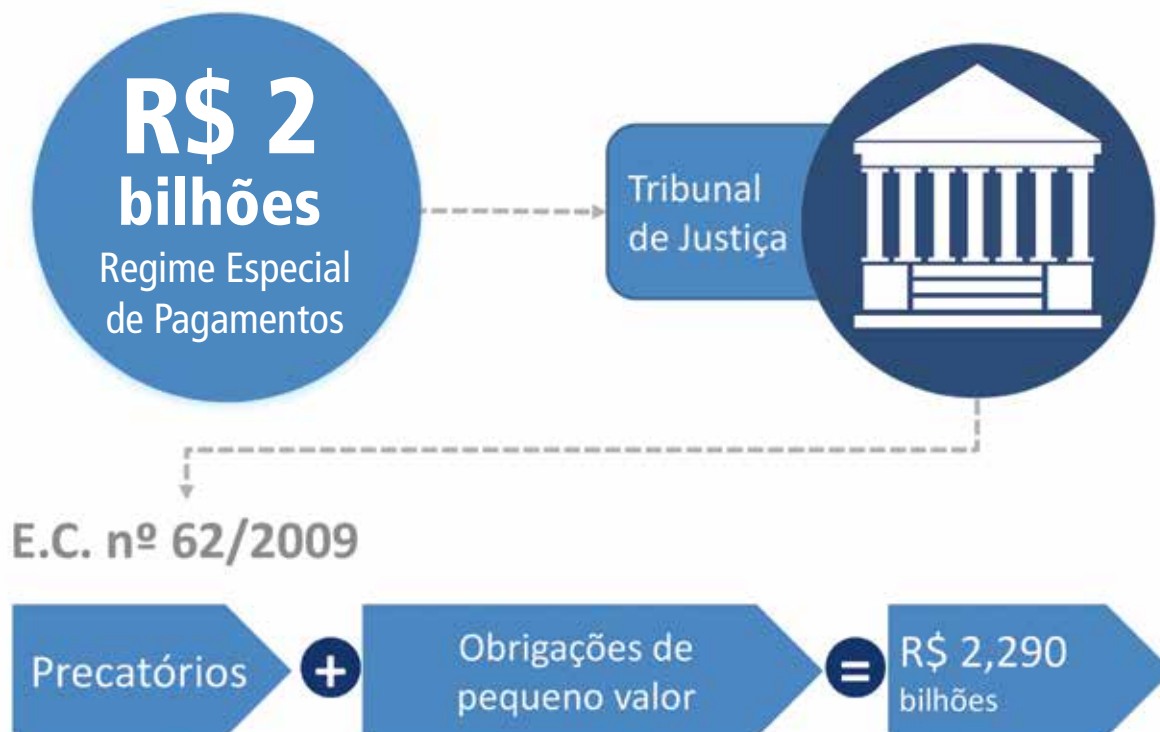 R$ 2
bilhões
Regime Especial
de Pagamentos
Tribunal
de Justiça
E.C. nº 62/2009
Precatórios
+
Obrigações de
pequeno valor
=
R$ 2,290
bilhões